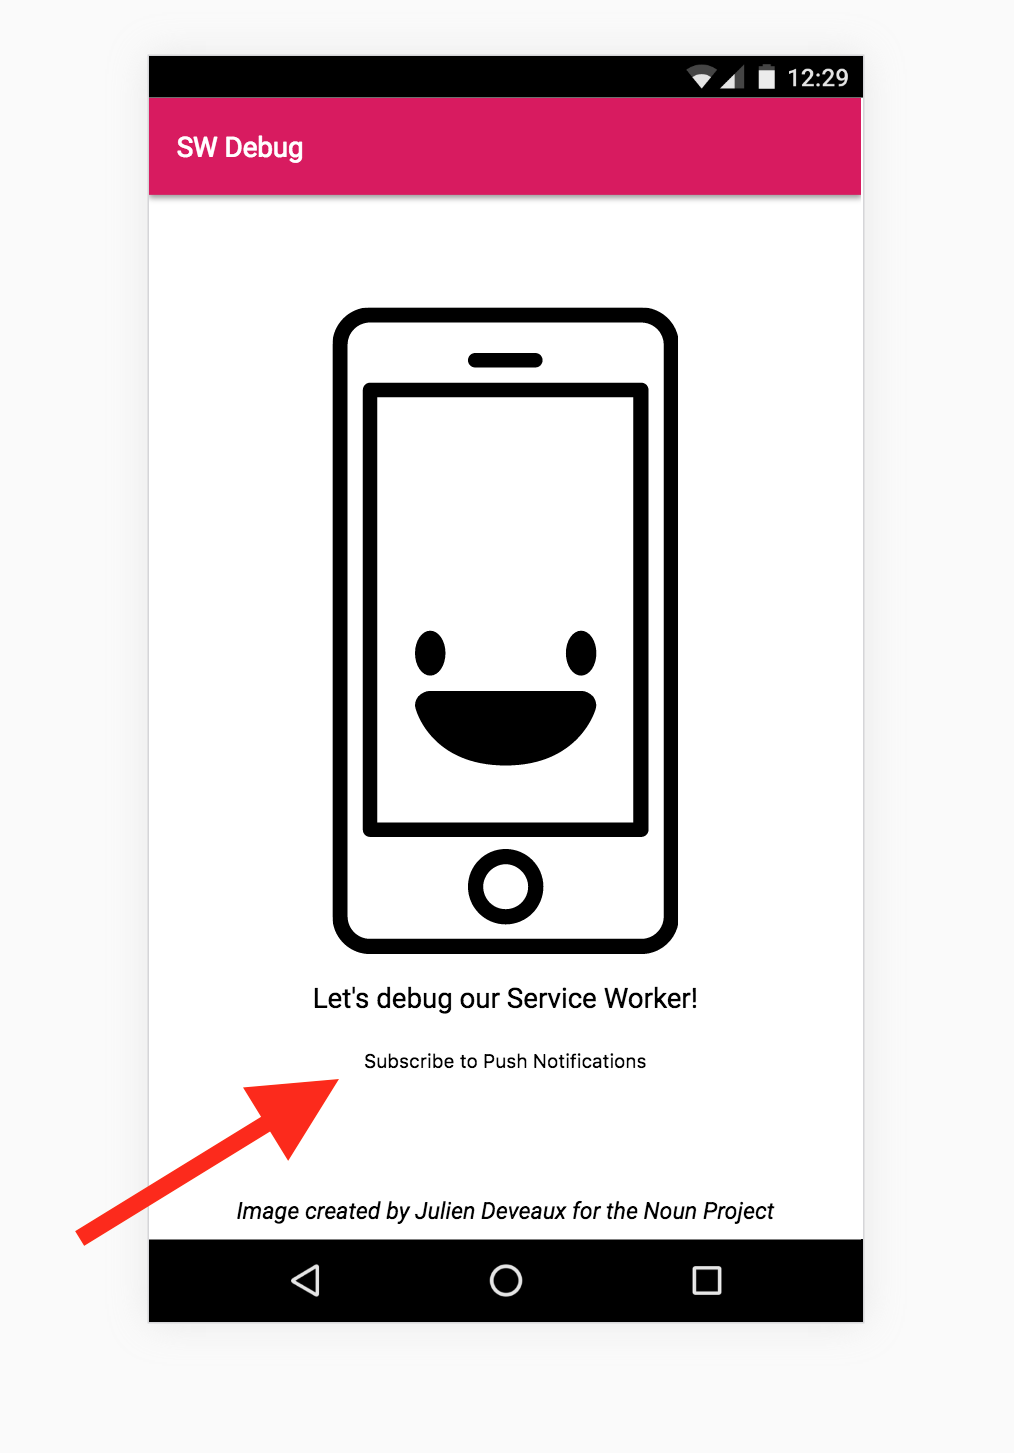 12:29
SW Debug
Let's debug our Service Worker!
Subscribe to Push Notifications
Image created by Julien Deveaux for the Noun Project